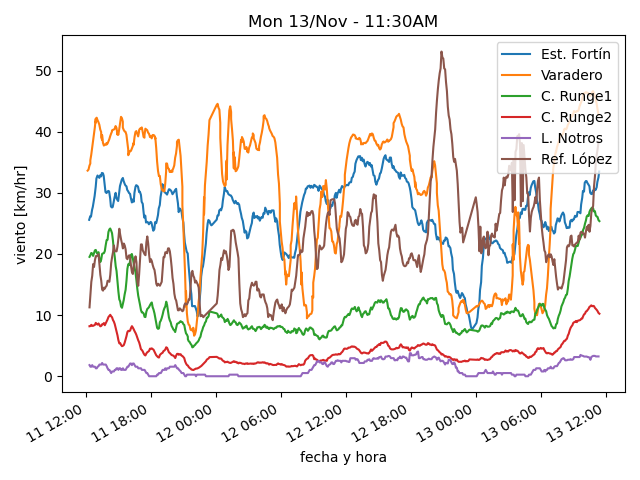 Mon 13/Nov - 11:30AM
Est. Fortín
Varadero
C. Runge1
C. Runge2
L. Notros
Ref. López
viento [km/hr]
50
40
30
20
10
0
11 12:00
11 18:00
12 00:00
12 06:00
12 12:00
12 18:00
13 00:00
13 06:00
13 12:00
fecha y hora